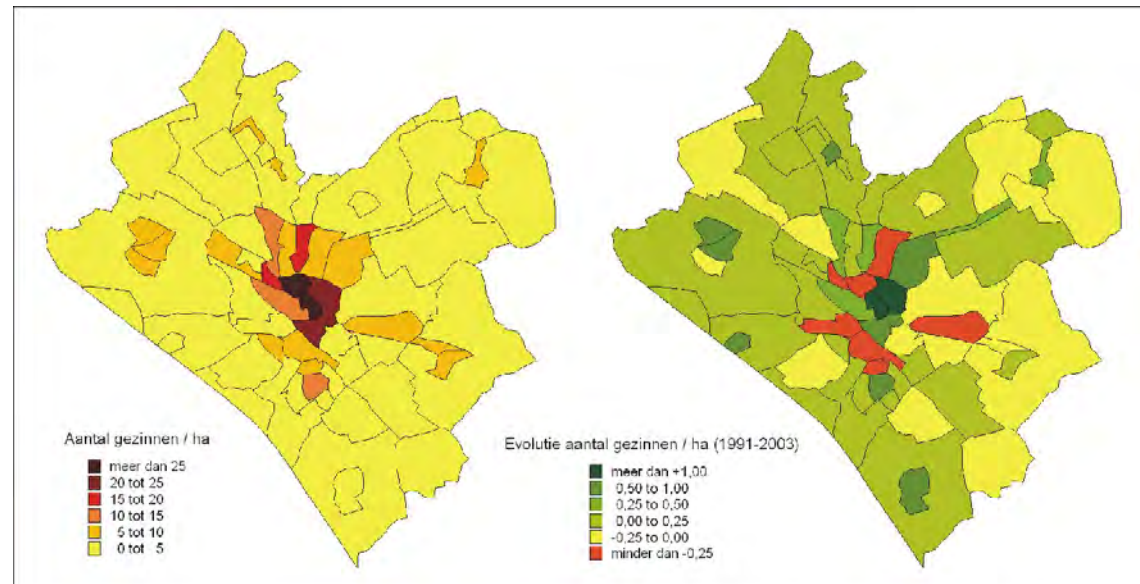 Aantal gezinnen / ha
meer dan 25
20 tot 25
15 tot 20
10 tot 15
5 tot 10
0 tot 5
Evolutie aantal gezinnen / ha (1991-2003)
meer dan +1,00
0,50 to 1,00
0,25 to 0,50
0,00 to 0,25
-0,25 to 0,00
minder dan -0,25